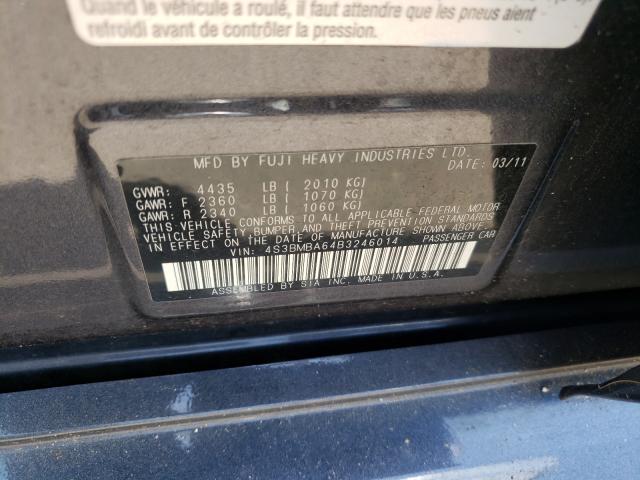 Quand le véhicule a roulé, il faut attendre que les pneus aient
refroidi avant de contrôler la pression.
MFD BY FUJI HEAVY INDUSTRIES LTD.
DATE: 03/11
GVWR: 4435 LB ( 2010 KG)
GAWR: F 2360 LB ( 1070 KG)
GAWR: R 2340 LB ( 1060 KG)
THIS VEHICLE CONFORMS TO ALL APPLICABLE FEDERAL MOTOR
VEHICLE SAFETY, BUMPER, AND THEFT PREVENTION STANDARDS
IN EFFECT ON THE DATE OF MANUFACTURE SHOWN ABOVE.
VIN: 4S3BMBA64B3246014 PASSENGER CAR
ASSEMBLED BY SIA INC. MADE IN U.S.A.